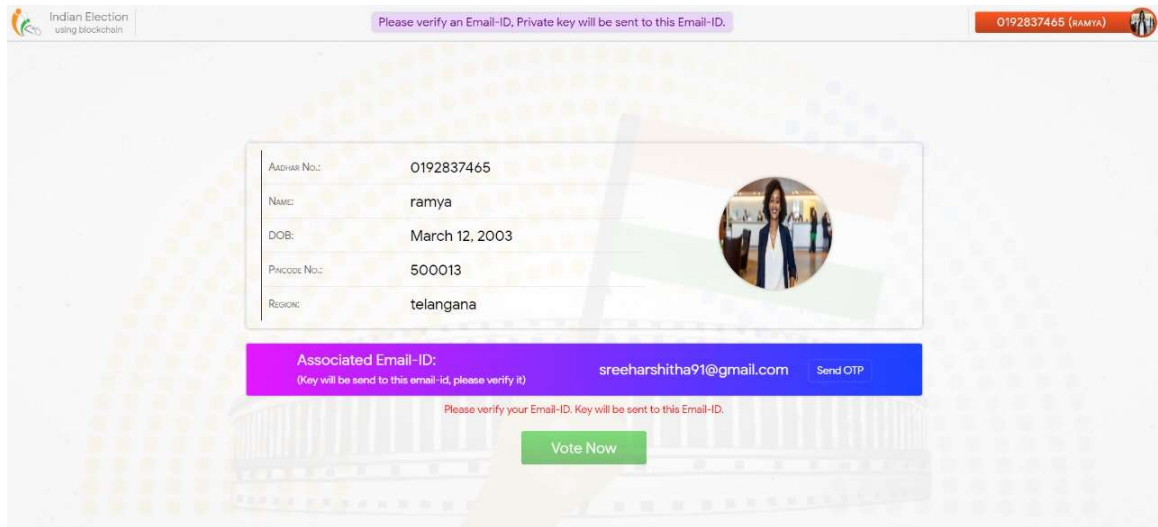 Indian Election
using blockchain
Please verify an Email-ID, Private key will be sent to this Email-ID.
0192837465 (RAMYA)
AADHAR NO.: 0192837465
NAME: ramya
DOB: March 12, 2003
PINCODE NO.: 500013
REGION: telangana
Associated Email-ID:
(Key will be send to this email-id, please verify it)
sreeharshitha91@gmail.com Send OTP
Please verify your Email-ID. Key will be sent to this Email-ID.
Vote Now